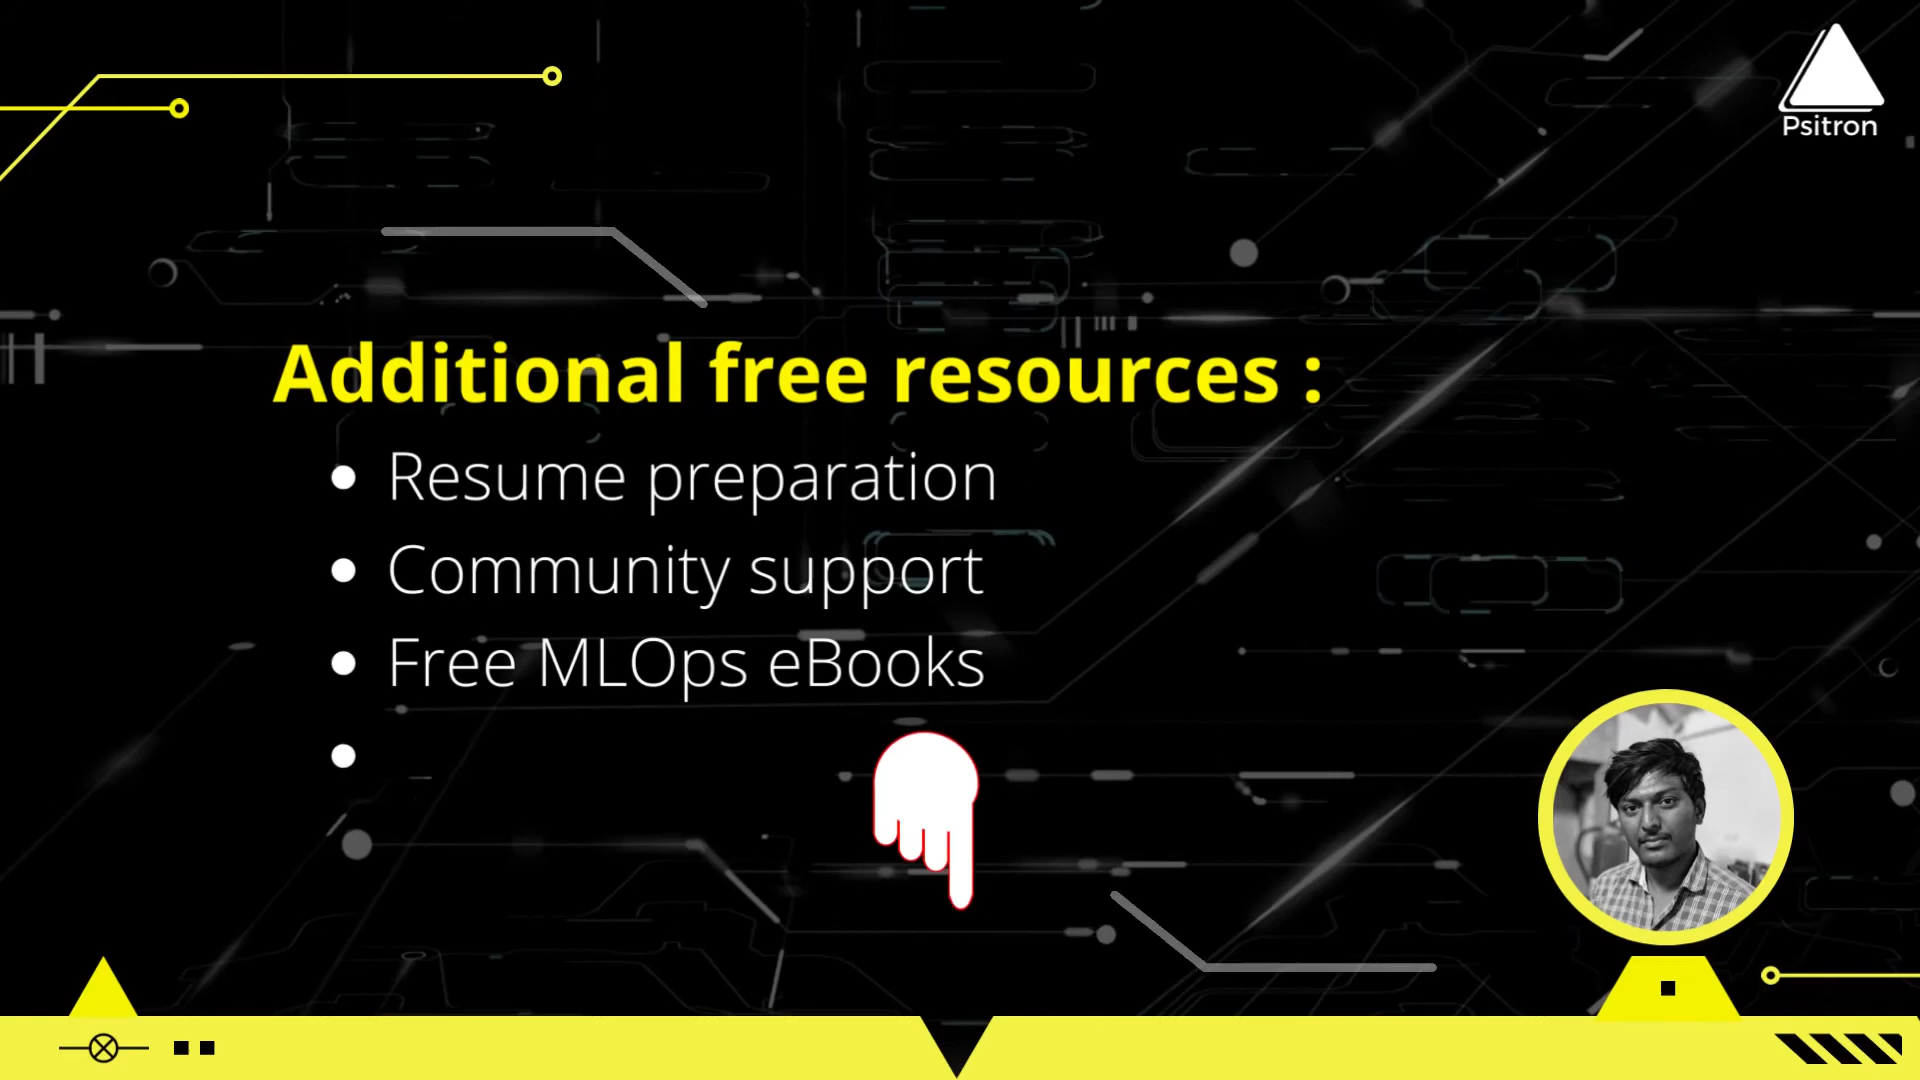 Psitron
Additional free resources :
• Resume preparation
• Community support
• Free MLOps eBooks
•